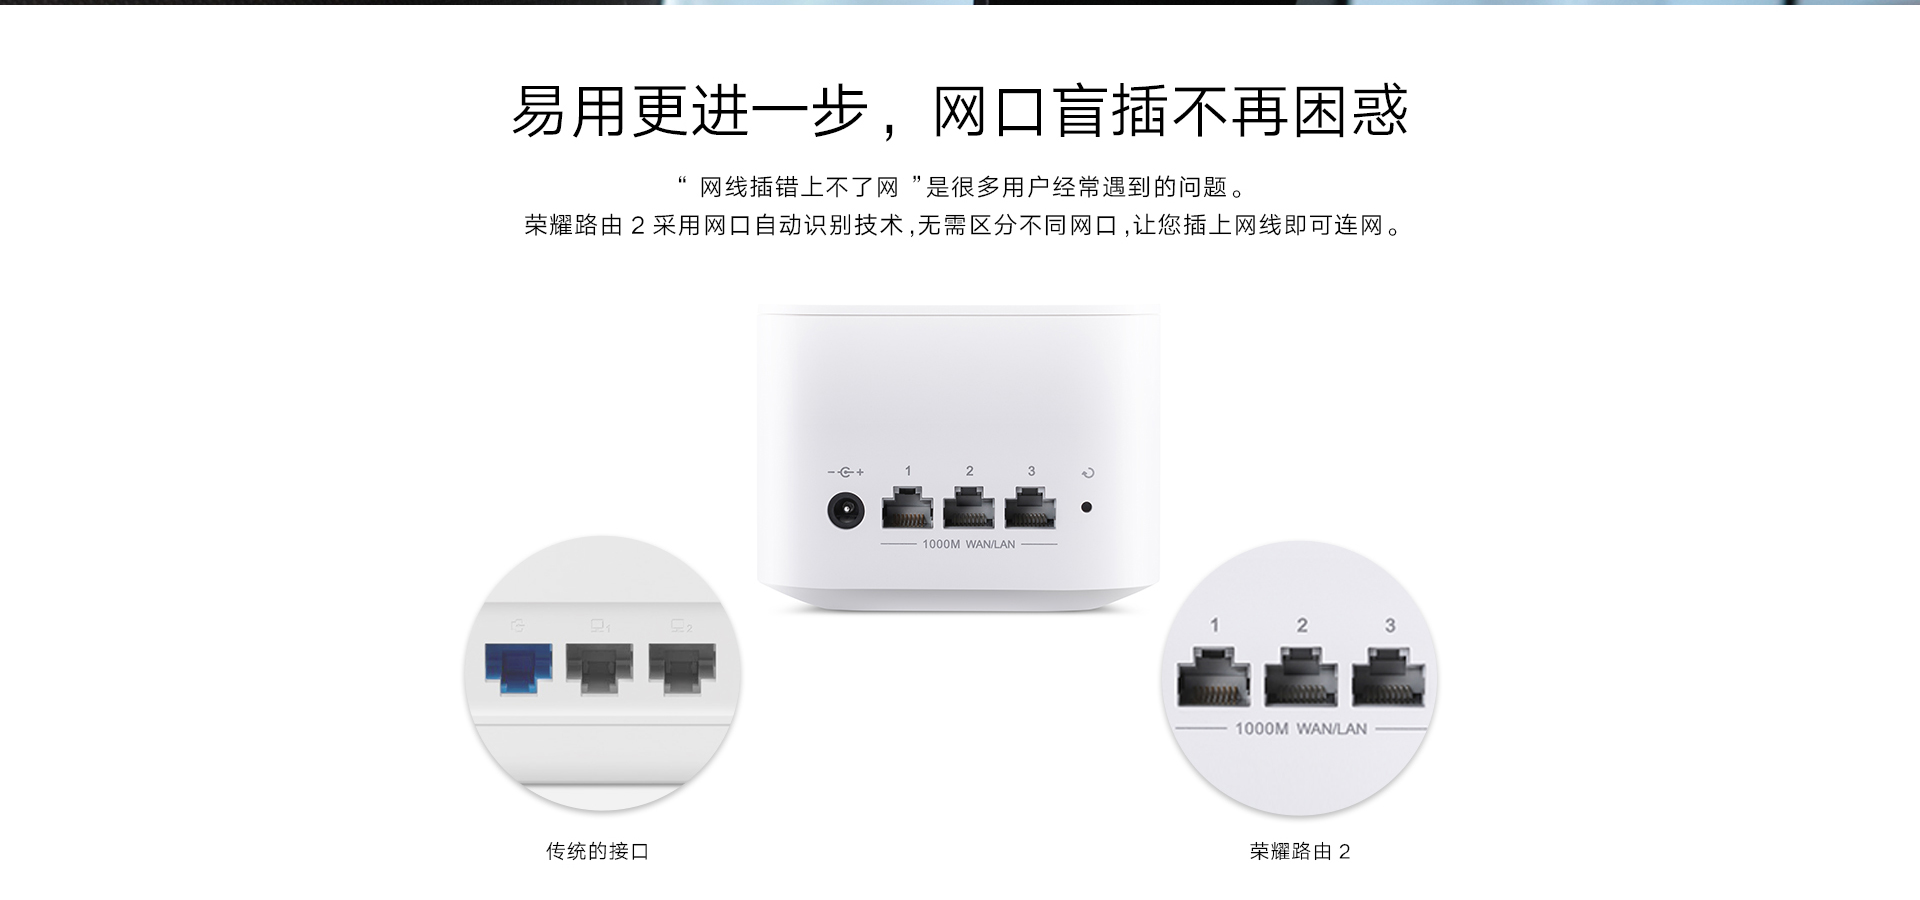 易用更进一步，网口盲插不再困惑
“ 网线插错上不了网 ”是很多用户经常遇到的问题。
荣耀路由 2 采用网口自动识别技术,无需区分不同网口,让您插上网线即可连网。
1 2 3
1000M WAN/LAN
1 2
1 2 3
1000M WAN/LAN
传统的接口
荣耀路由 2